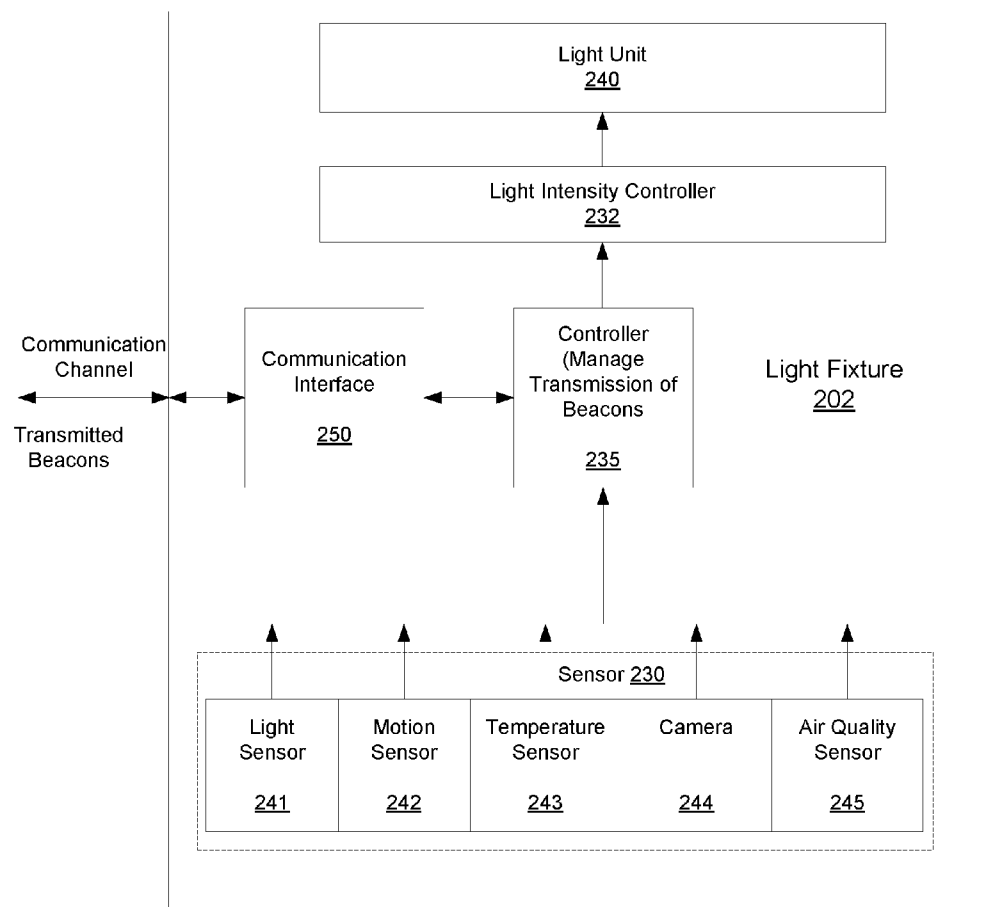 Light Unit
240
Light Intensity Controller
232
Communication
Channel
Transmitted
Beacons
Communication
Interface
250
Controller
(Manage
Transmission of
Beacons
235
Light Fixture
202
Sensor 230
Light
Sensor
241
Motion
Sensor
242
Temperature
Sensor
243
Camera
244
Air Quality
Sensor
245